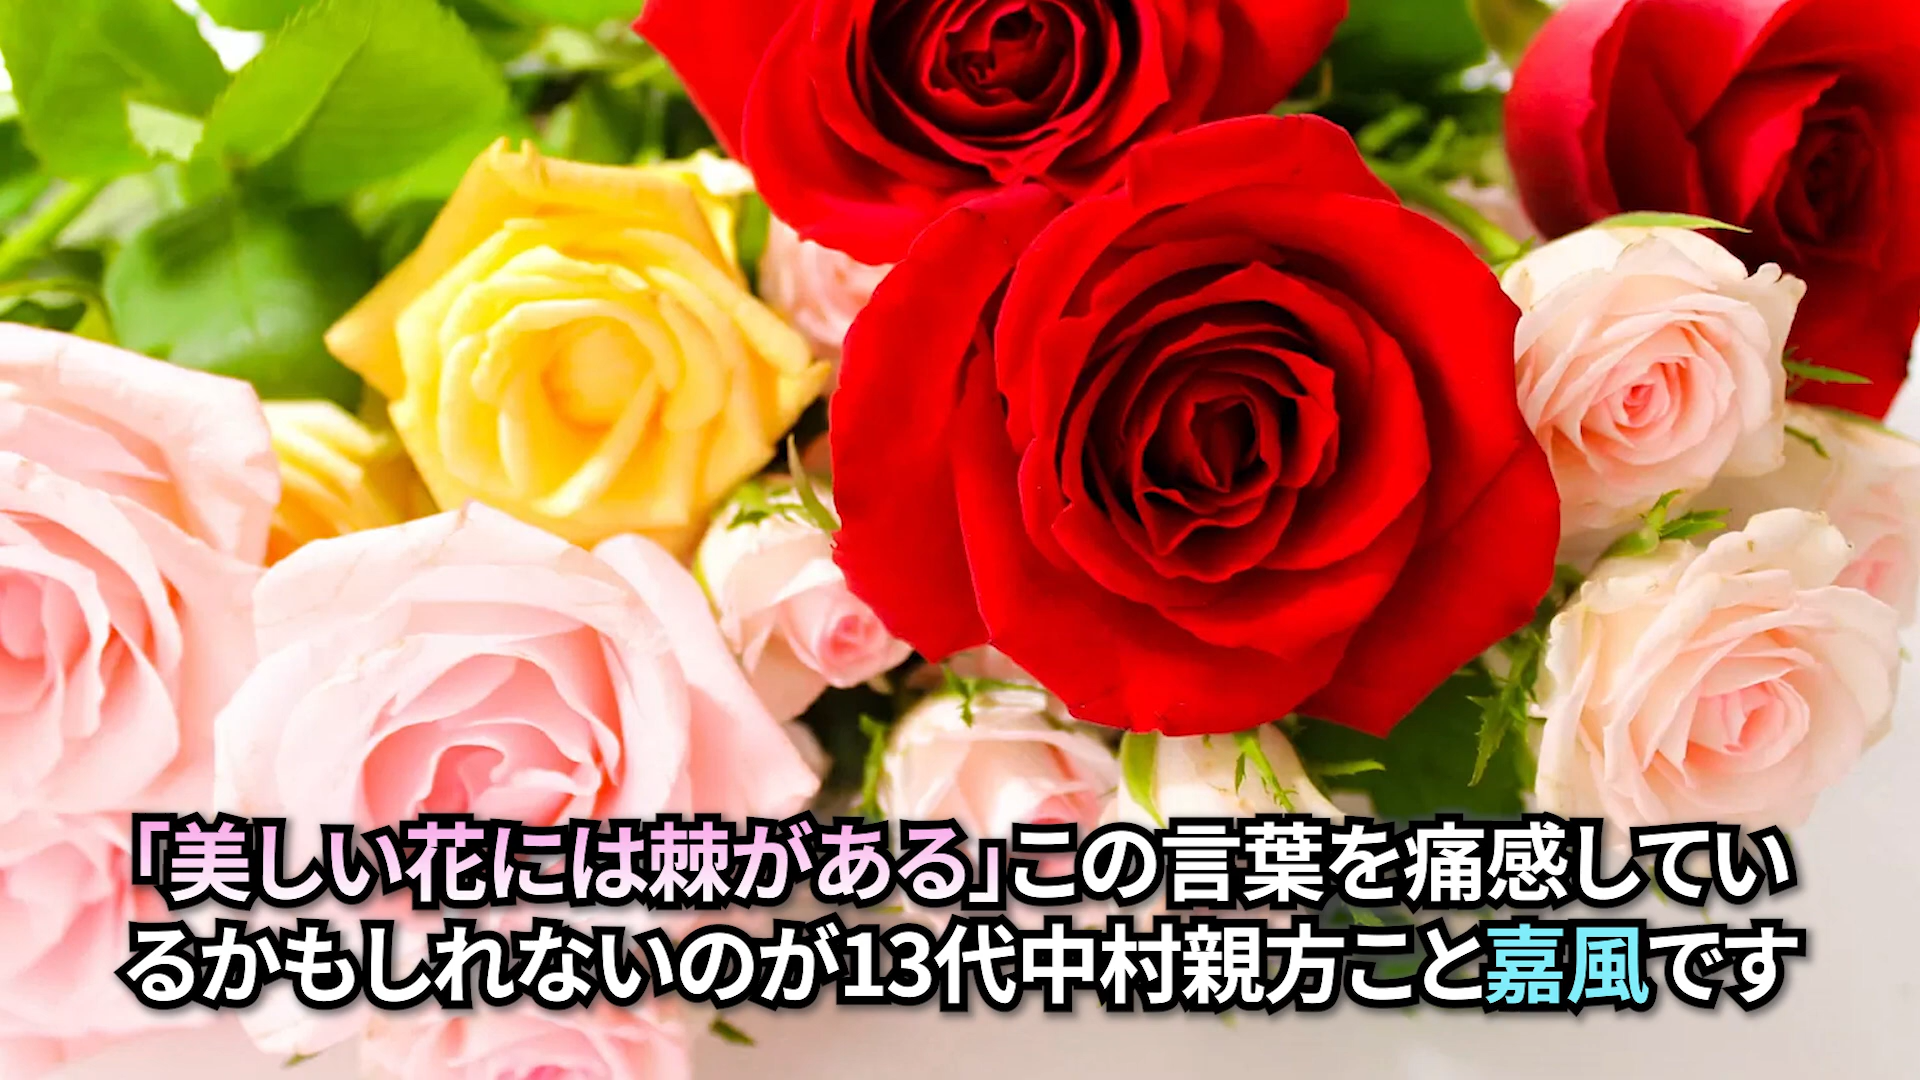 「美しい花には棘がある」この言葉を痛感してい
るかもしれないのが13代中村親方こと嘉風です